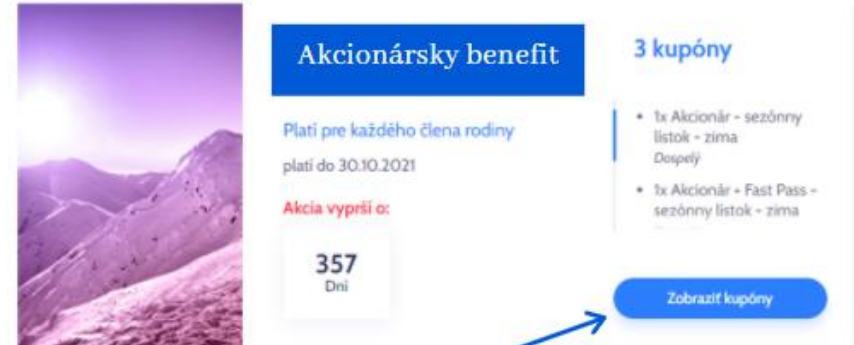 Akcionársky benefit
Platí pre každého člena rodiny
platí do 30.10.2021
Akcia vyprší o:
357
Dní
3 kupóny
• 1x Akcionár - sezónny
lístok - zima
Dospelý
• 1x Akcionár + Fast Pass -
sezónny lístok - zima
Zobraziť kupóny